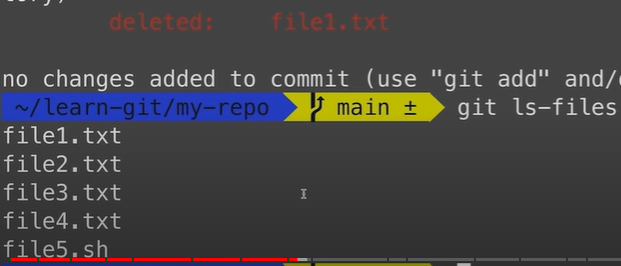 deleted: file1.txt
no changes added to commit (use "git add" and/
~/learn-git/my-repo main ± git ls-files
file1.txt
file2.txt
file3.txt
file4.txt
file5.sh